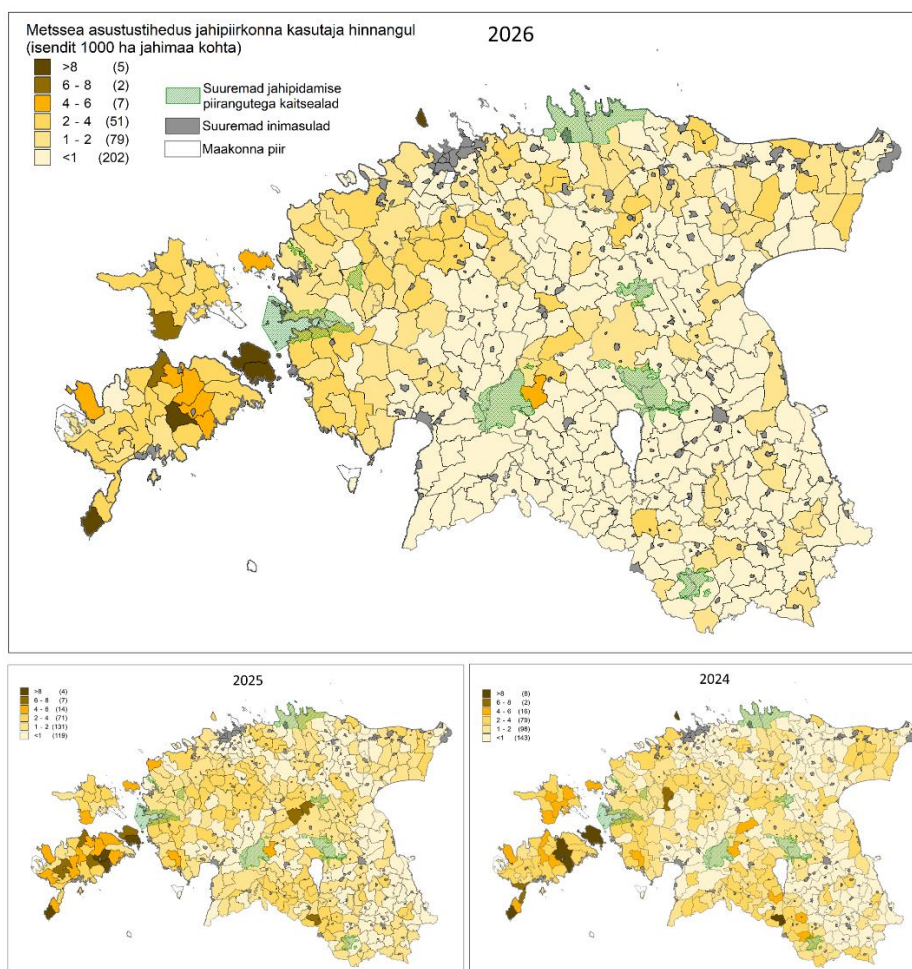 Metssea asustustihedus jahipiirkonna kasutaja hinnangul
(isendit 1000 ha jahimaa kohta)
2026
>8 (5)
6 - 8 (2)
4 - 6 (7)
2 - 4 (51)
1 - 2 (79)
<1 (202)
Suuremad jahipidamise
piirangutega kaitsealad
Suuremad inimasulad
Maakonna piir
2025
>8 (4)
6 - 8 (7)
4 - 6 (14)
2 - 4 (71)
1 - 2 (131)
<1 (119)
2024
>8 (8)
6 - 8 (2)
4 - 6 (16)
2 - 4 (79)
1 - 2 (98)
<1 (143)